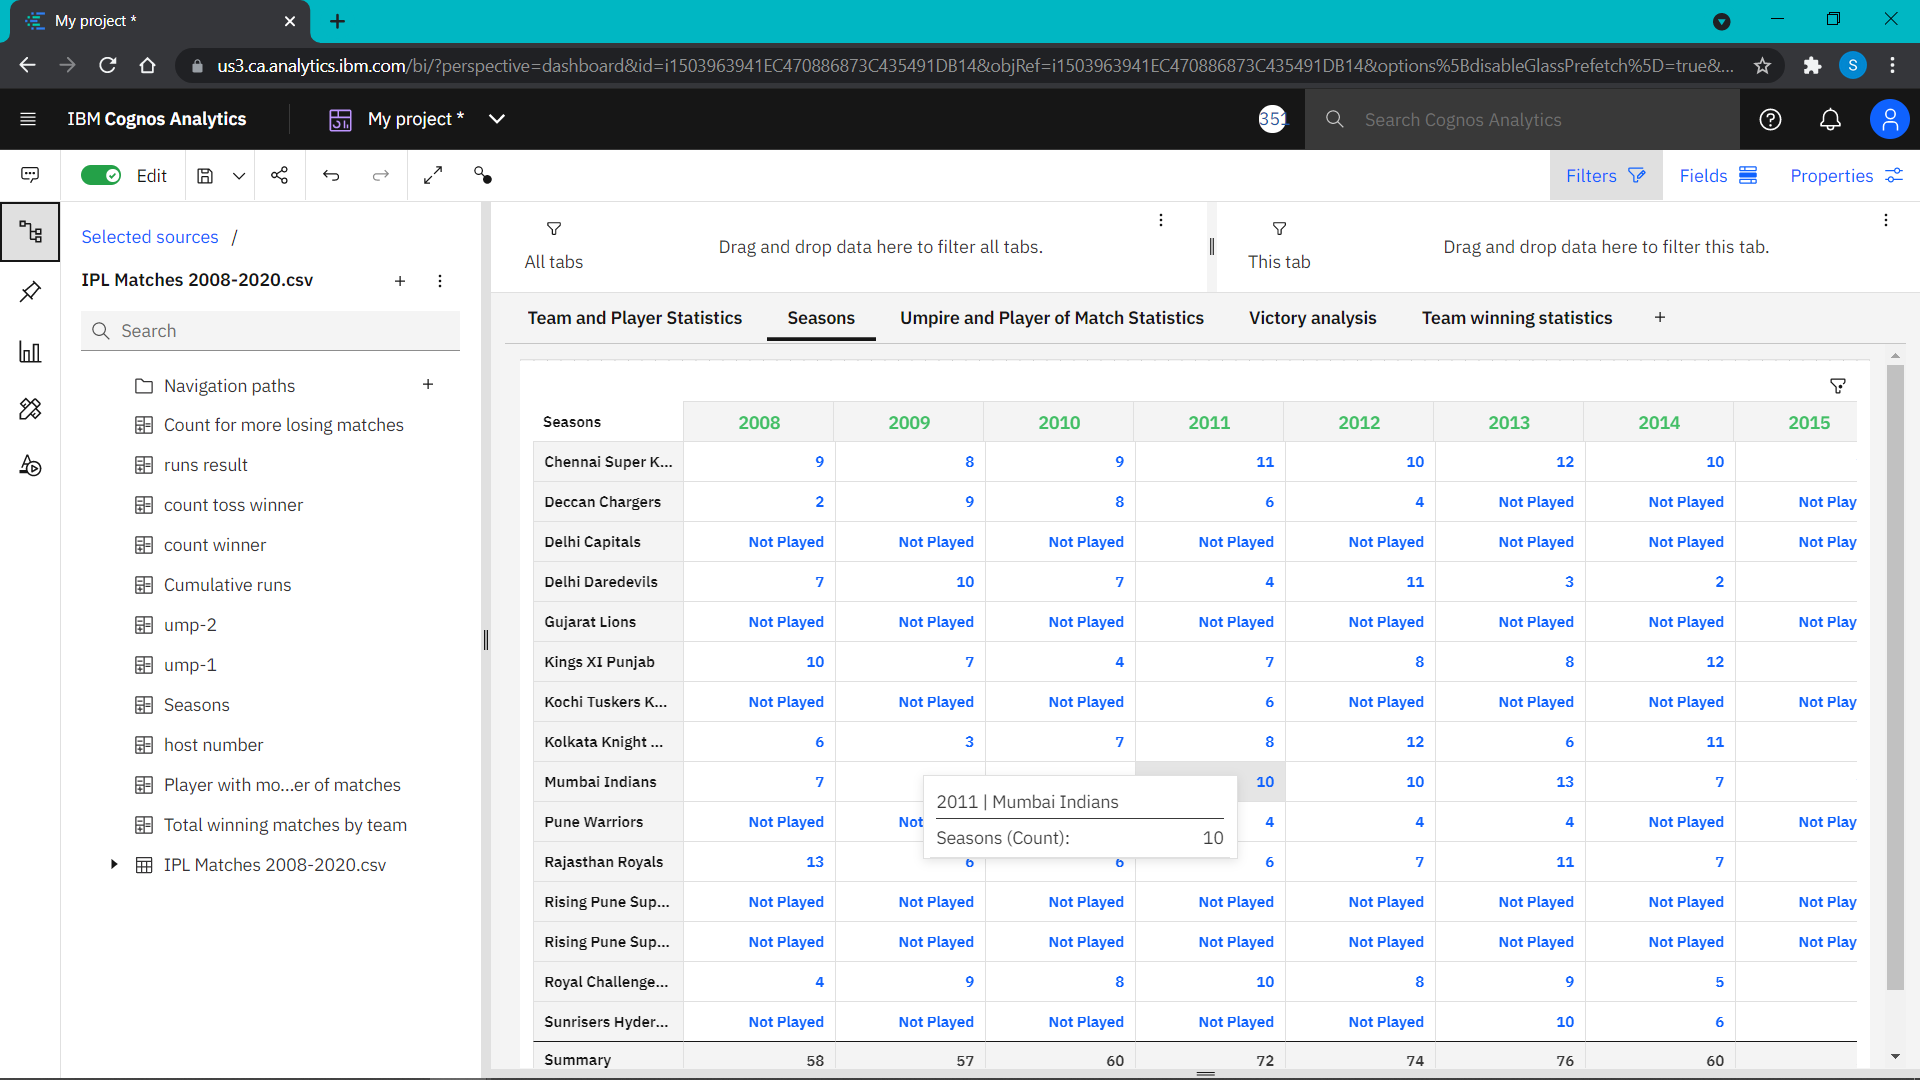 My project *
us3.ca.analytics.ibm.com/bi/?perspective=dashboard&id=i1503963941EC470886873C435491DB14&objRef=i1503963941EC470886873C435491DB14&options%5BdisableGlassPrefetch%5D=true&...
S
IBM Cognos Analytics
My project *
351
Search Cognos Analytics
Edit
Filters
Fields
Properties
Selected sources /
IPL Matches 2008-2020.csv
Search
Navigation paths
Count for more losing matches
runs result
count toss winner
count winner
Cumulative runs
ump-2
ump-1
Seasons
host number
Player with mo...er of matches
Total winning matches by team
IPL Matches 2008-2020.csv
All tabs
Drag and drop data here to filter all tabs.
This tab
Drag and drop data here to filter this tab.
Team and Player Statistics Seasons Umpire and Player of Match Statistics Victory analysis Team winning statistics
Seasons 2008 2009 2010 2011 2012 2013 2014 2015
Chennai Super K... 9 8 9 11 10 12 10
Deccan Chargers 2 9 8 6 4 Not Played Not Played Not Play
Delhi Capitals Not Played Not Played Not Played Not Played Not Played Not Played Not Played Not Play
Delhi Daredevils 7 10 7 4 11 3 2
Gujarat Lions Not Played Not Played Not Played Not Played Not Played Not Played Not Played Not Play
Kings XI Punjab 10 7 4 7 8 8 12
Kochi Tuskers K... Not Played Not Played Not Played 6 Not Played Not Played Not Played Not Play
Kolkata Knight ... 6 3 7 8 12 6 11
Mumbai Indians 7 10 10 13 7
2011 | Mumbai Indians
Seasons (Count): 10
Pune Warriors Not Played Not 4 4 4 Not Played Not Play
Rajasthan Royals 13 6 6 6 7 11 7
Rising Pune Sup... Not Played Not Played Not Played Not Played Not Played Not Played Not Played Not Play
Rising Pune Sup... Not Played Not Played Not Played Not Played Not Played Not Played Not Played Not Play
Royal Challenge... 4 9 8 10 8 9 5
Sunrisers Hyder... Not Played Not Played Not Played Not Played Not Played 10 6
Summary 58 57 60 72 74 76 60